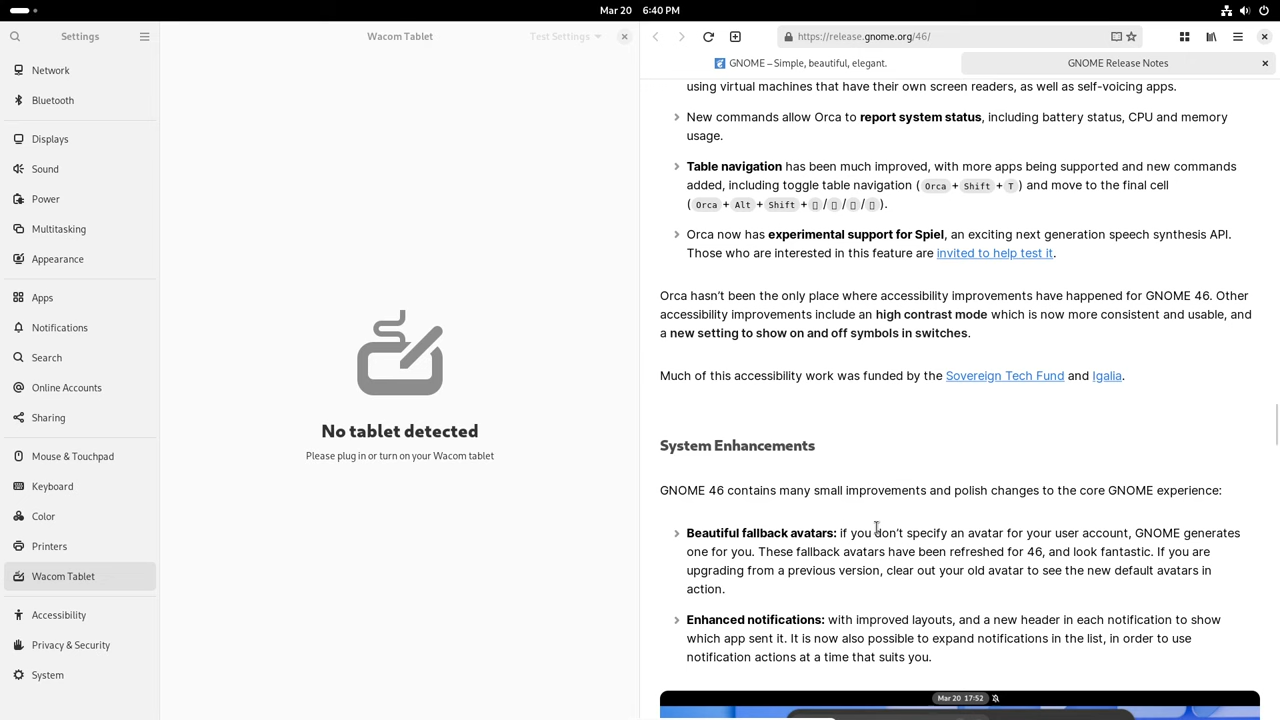 Mar 20 6:40 PM
Settings
Wacom Tablet
Test Settings
https://release.gnome.org/46/
GNOME – Simple, beautiful, elegant.
GNOME Release Notes
Network
Bluetooth
Displays
Sound
Power
Multitasking
Appearance
Apps
Notifications
Search
Online Accounts
Sharing
Mouse & Touchpad
Keyboard
Color
Printers
Wacom Tablet
Accessibility
Privacy & Security
System
No tablet detected
Please plug in or turn on your Wacom tablet
using virtual machines that have their own screen readers, as well as self-voicing apps.
New commands allow Orca to report system status, including battery status, CPU and memory
usage.
Table navigation has been much improved, with more apps being supported and new commands
added, including toggle table navigation ( Orca + Shift + T ) and move to the final cell
( Orca + Alt + Shift + ▯ / ▯ / ▯ / ▯ ).
Orca now has experimental support for Spiel, an exciting next generation speech synthesis API.
Those who are interested in this feature are invited to help test it.
Orca hasn’t been the only place where accessibility improvements have happened for GNOME 46. Other
accessibility improvements include an high contrast mode which is now more consistent and usable, and
a new setting to show on and off symbols in switches.
Much of this accessibility work was funded by the Sovereign Tech Fund and Igalia.
System Enhancements
GNOME 46 contains many small improvements and polish changes to the core GNOME experience:
Beautiful fallback avatars: if you don’t specify an avatar for your user account, GNOME generates
one for you. These fallback avatars have been refreshed for 46, and look fantastic. If you are
upgrading from a previous version, clear out your old avatar to see the new default avatars in
action.
Enhanced notifications: with improved layouts, and a new header in each notification to show
which app sent it. It is now also possible to expand notifications in the list, in order to use
notification actions at a time that suits you.
Mar 20 17:52